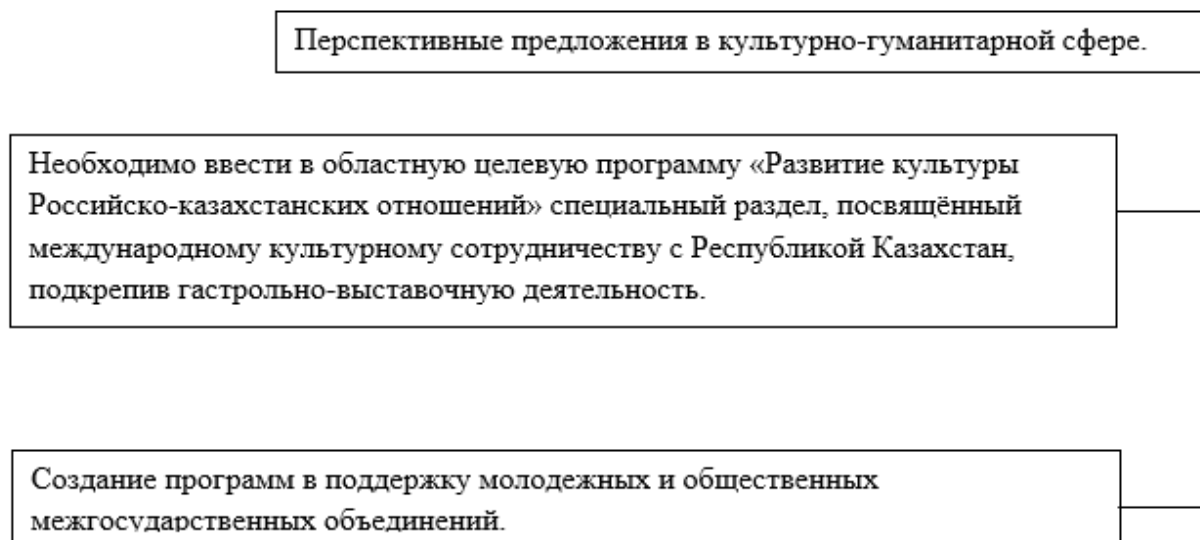 Перспективные предложения в культурно-гуманитарной сфере.
Необходимо ввести в областную целевую программу «Развитие культуры
Российско-казахстанских отношений» специальный раздел, посвящённый
международному культурному сотрудничеству с Республикой Казахстан,
подкрепив гастрольно-выставочную деятельность.
Создание программ в поддержку молодежных и общественных
межгосударственных объединений.